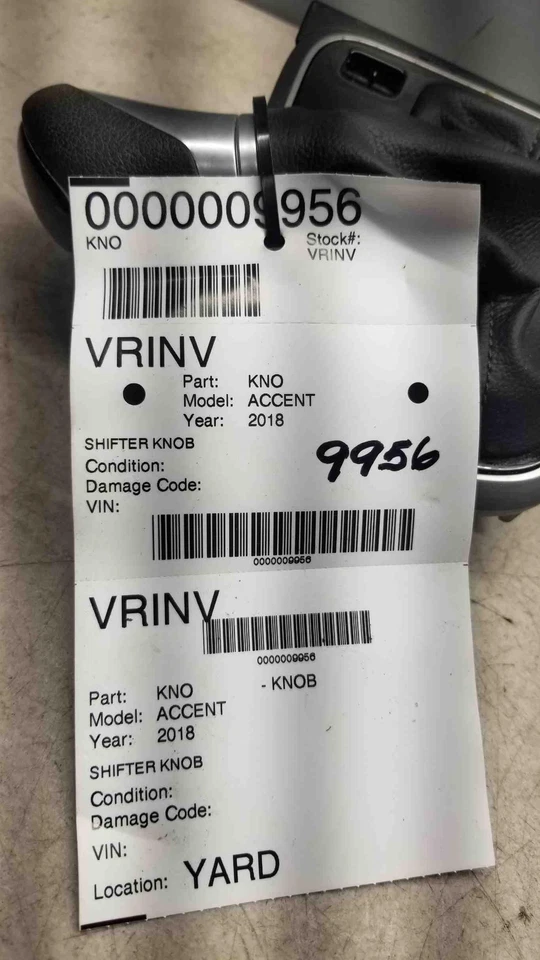 0000009956
KNO
Stock#:
VRINV
VRINV
Part: KNO
Model: ACCENT
Year: 2018
SHIFTER KNOB
9956
Condition:
Damage Code:
VIN:
0000009956
VRINV
0000009956
Part: KNO - KNOB
Model: ACCENT
Year: 2018
SHIFTER KNOB
Condition:
Damage Code:
VIN:
Location: YARD